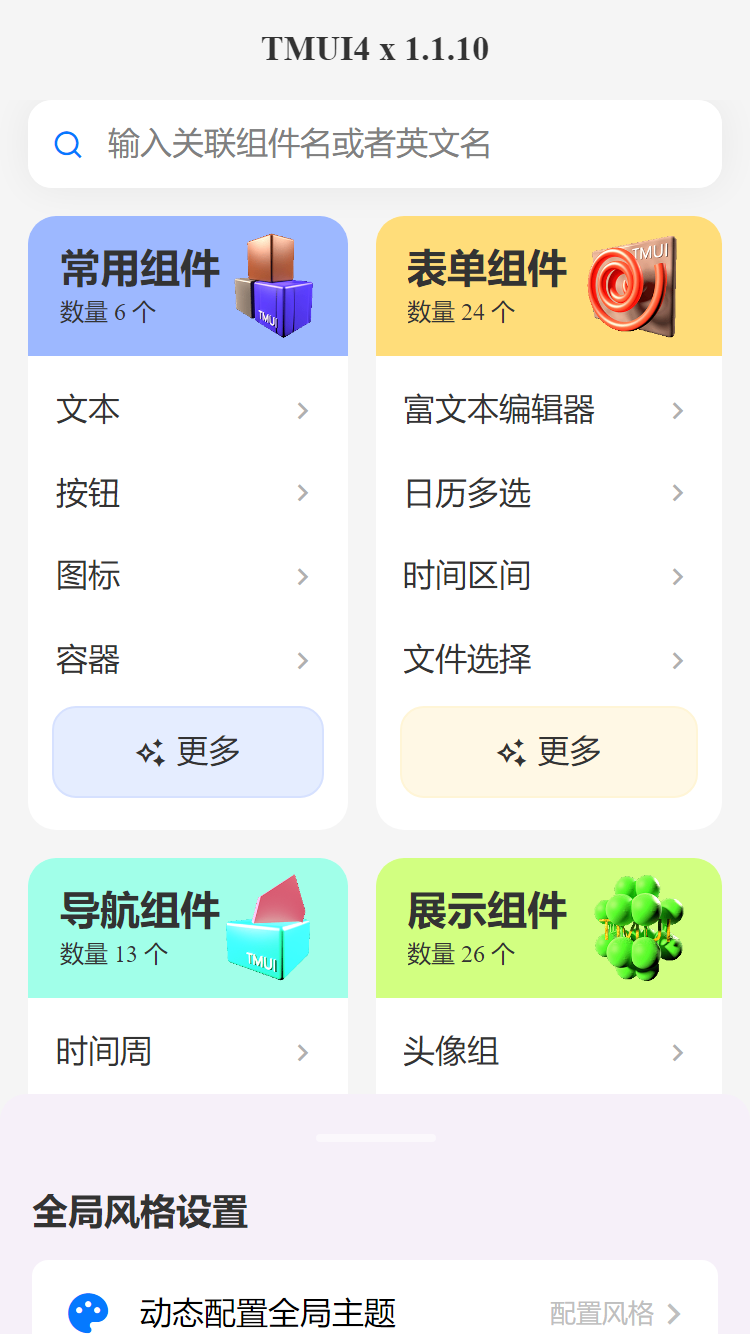 TMUI4 x 1.1.10
输入关联组件名或者英文名
常用组件
数量 6 个
TMUI
文本
按钮
图标
容器
更多
表单组件
数量 24 个
TMUI
富文本编辑器
日历多选
时间区间
文件选择
更多
导航组件
数量 13 个
TMUI
时间周
展示组件
数量 26 个
头像组
全局风格设置
动态配置全局主题
配置风格